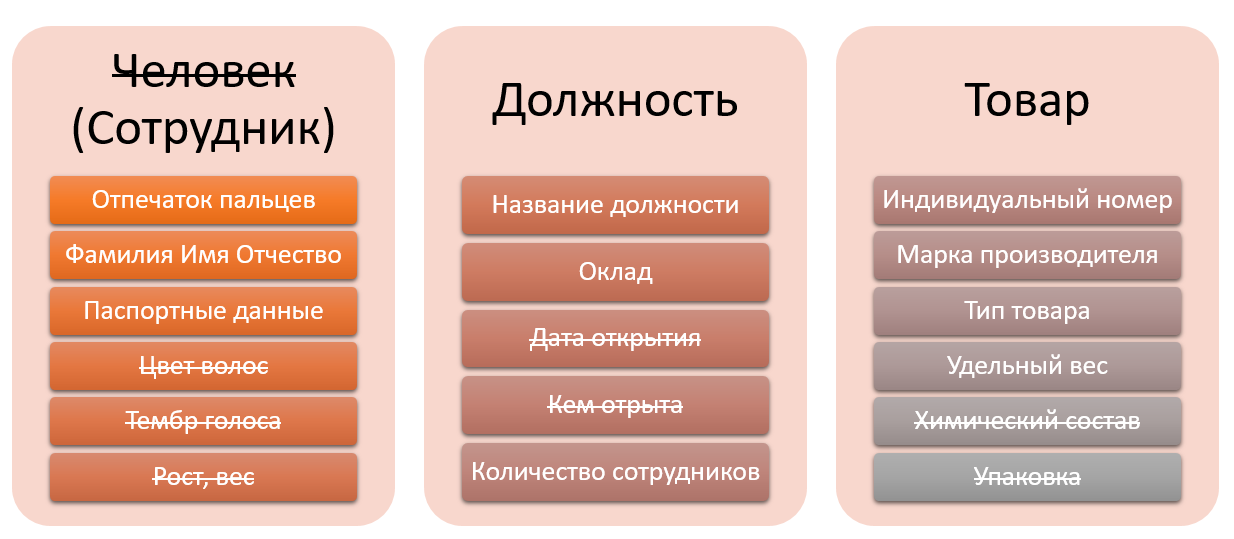 Человек
(Сотрудник)
Отпечаток пальцев
Фамилия Имя Отчество
Паспортные данные
Цвет волос
Тембр голоса
Рост, вес
Должность
Название должности
Оклад
Дата открытия
Кем отрыта
Количество сотрудников
Товар
Индивидуальный номер
Марка производителя
Тип товара
Удельный вес
Химический состав
Упаковка